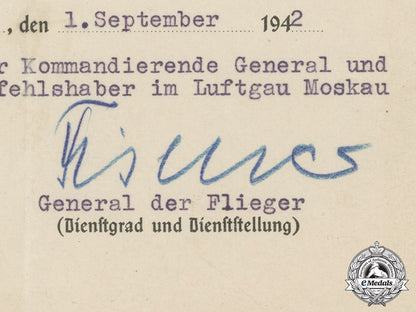 , den 1. September 1942
r Kommandierende General und
fehlshaber im Luftgau Moskau
General der Flieger
(Dienstgrad und Dienststellung)
eMedals